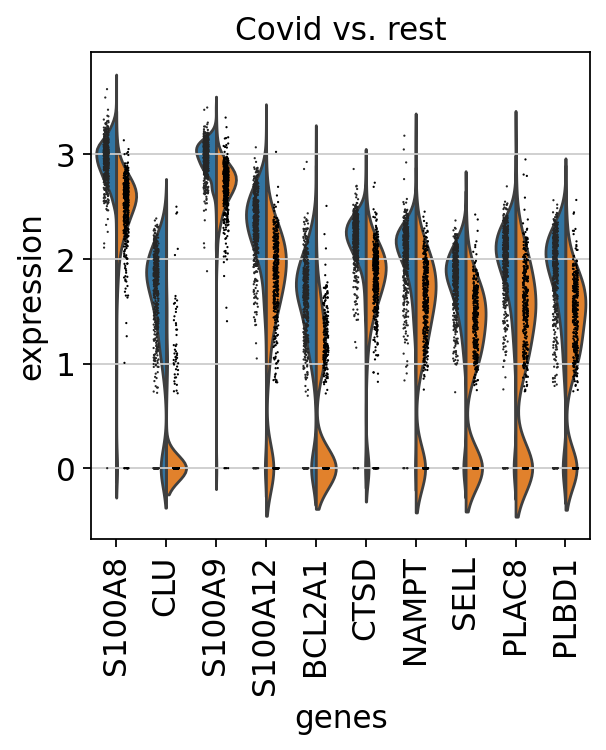 Covid vs. rest
expression
3
2
1
0
S100A8
CLU
S100A9
S100A12
BCL2A1
CTSD
NAMPT
SELL
PLAC8
PLBD1
genes